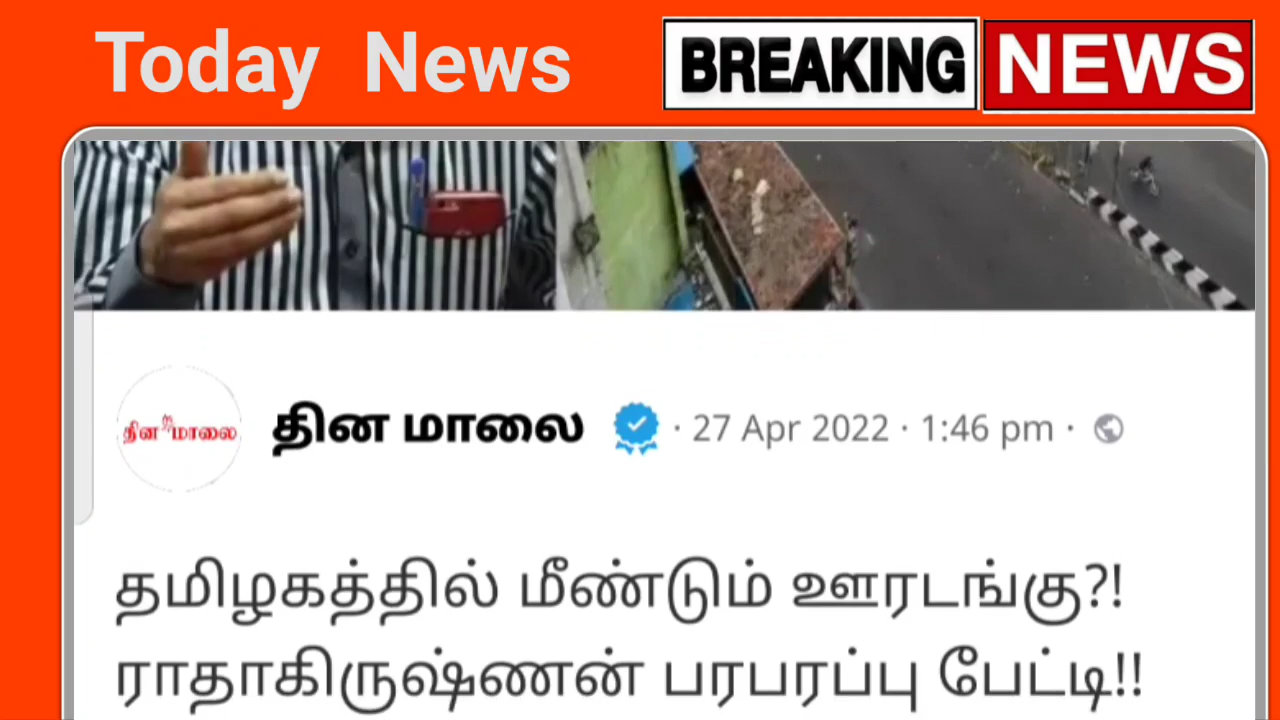 Today News
BREAKING NEWS
தின மாலை
தின மாலை · 27 Apr 2022 · 1:46 pm ·
தமிழகத்தில் மீண்டும் ஊரடங்கு?!
ராதாகிருஷ்ணன் பரபரப்பு பேட்டி!!